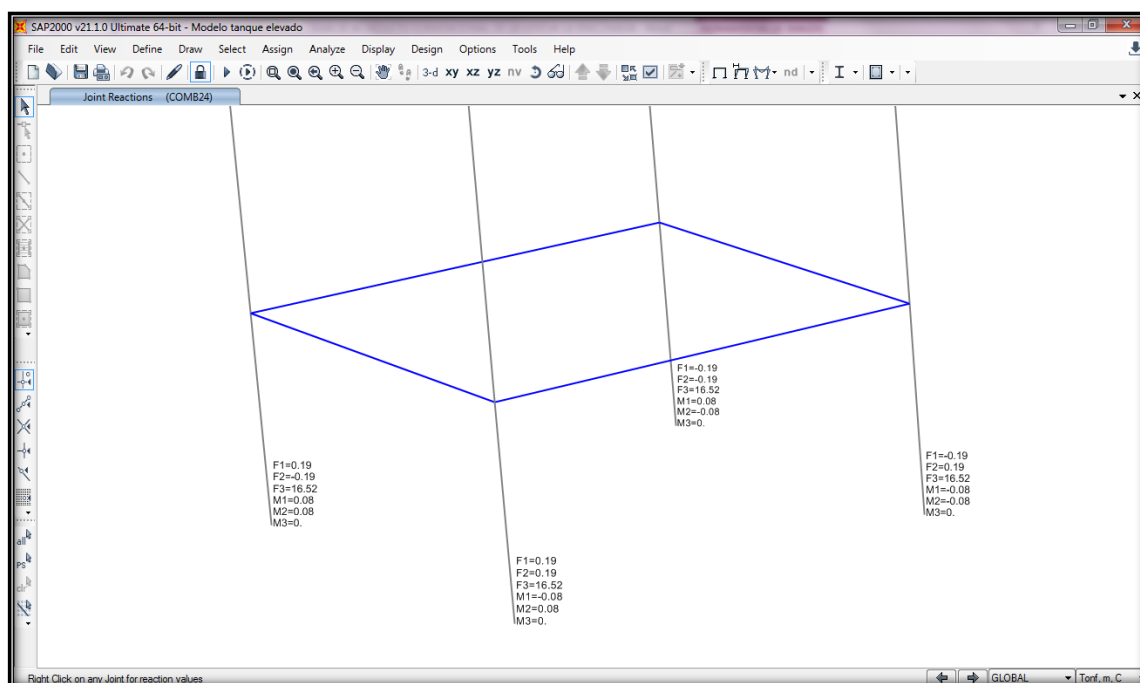 SAP2000 v21.1.0 Ultimate 64-bit - Modelo tanque elevado
File Edit View Define Draw Select Assign Analyze Display Design Options Tools Help
3-d xy xz yz nv nd
Joint Reactions (COMB24)
F1=-0.19
F2=-0.19
F3=16.52
M1=0.08
M2=-0.08
M3=0.
F1=0.19
F2=-0.19
F3=16.52
M1=0.08
M2=0.08
M3=0.
F1=-0.19
F2=0.19
F3=16.52
M1=-0.08
M2=-0.08
M3=0.
F1=0.19
F2=0.19
F3=16.52
M1=-0.08
M2=0.08
M3=0.
all
PS
clr
Right Click on any Joint for reaction values
GLOBAL
Tonf, m, C